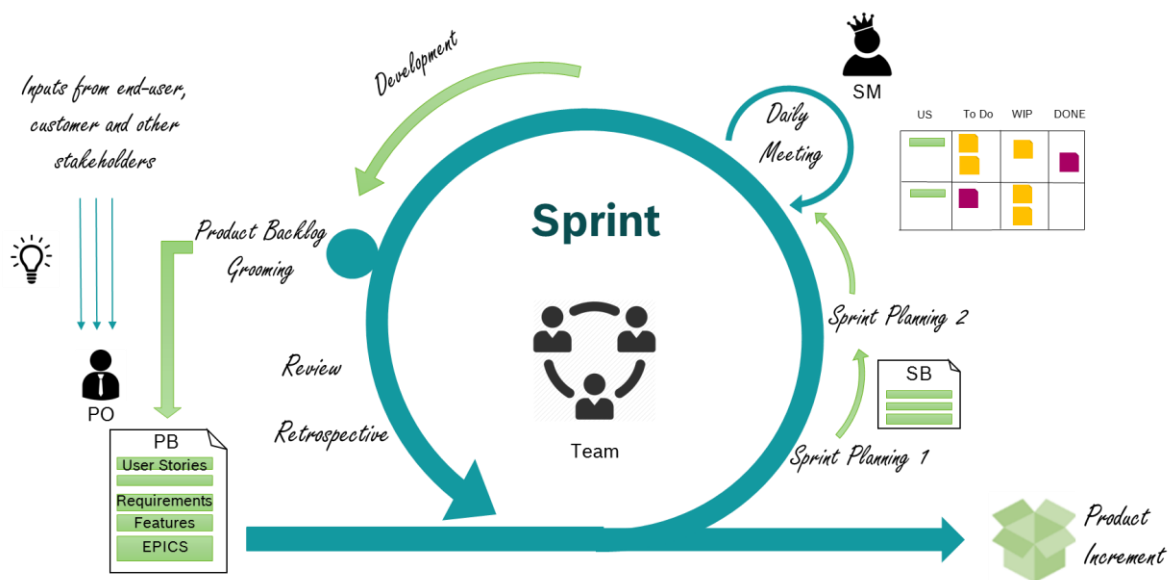 Inputs from end-user,
customer and other
stakeholders
PO
PB
User Stories
Requirements
Features
EPICS
Product Backlog
Grooming
Development
Review
Retrospective
Sprint
Team
Daily
Meeting
SM
US To Do WIP DONE
Sprint Planning 2
SB
Sprint Planning 1
Product
Increment